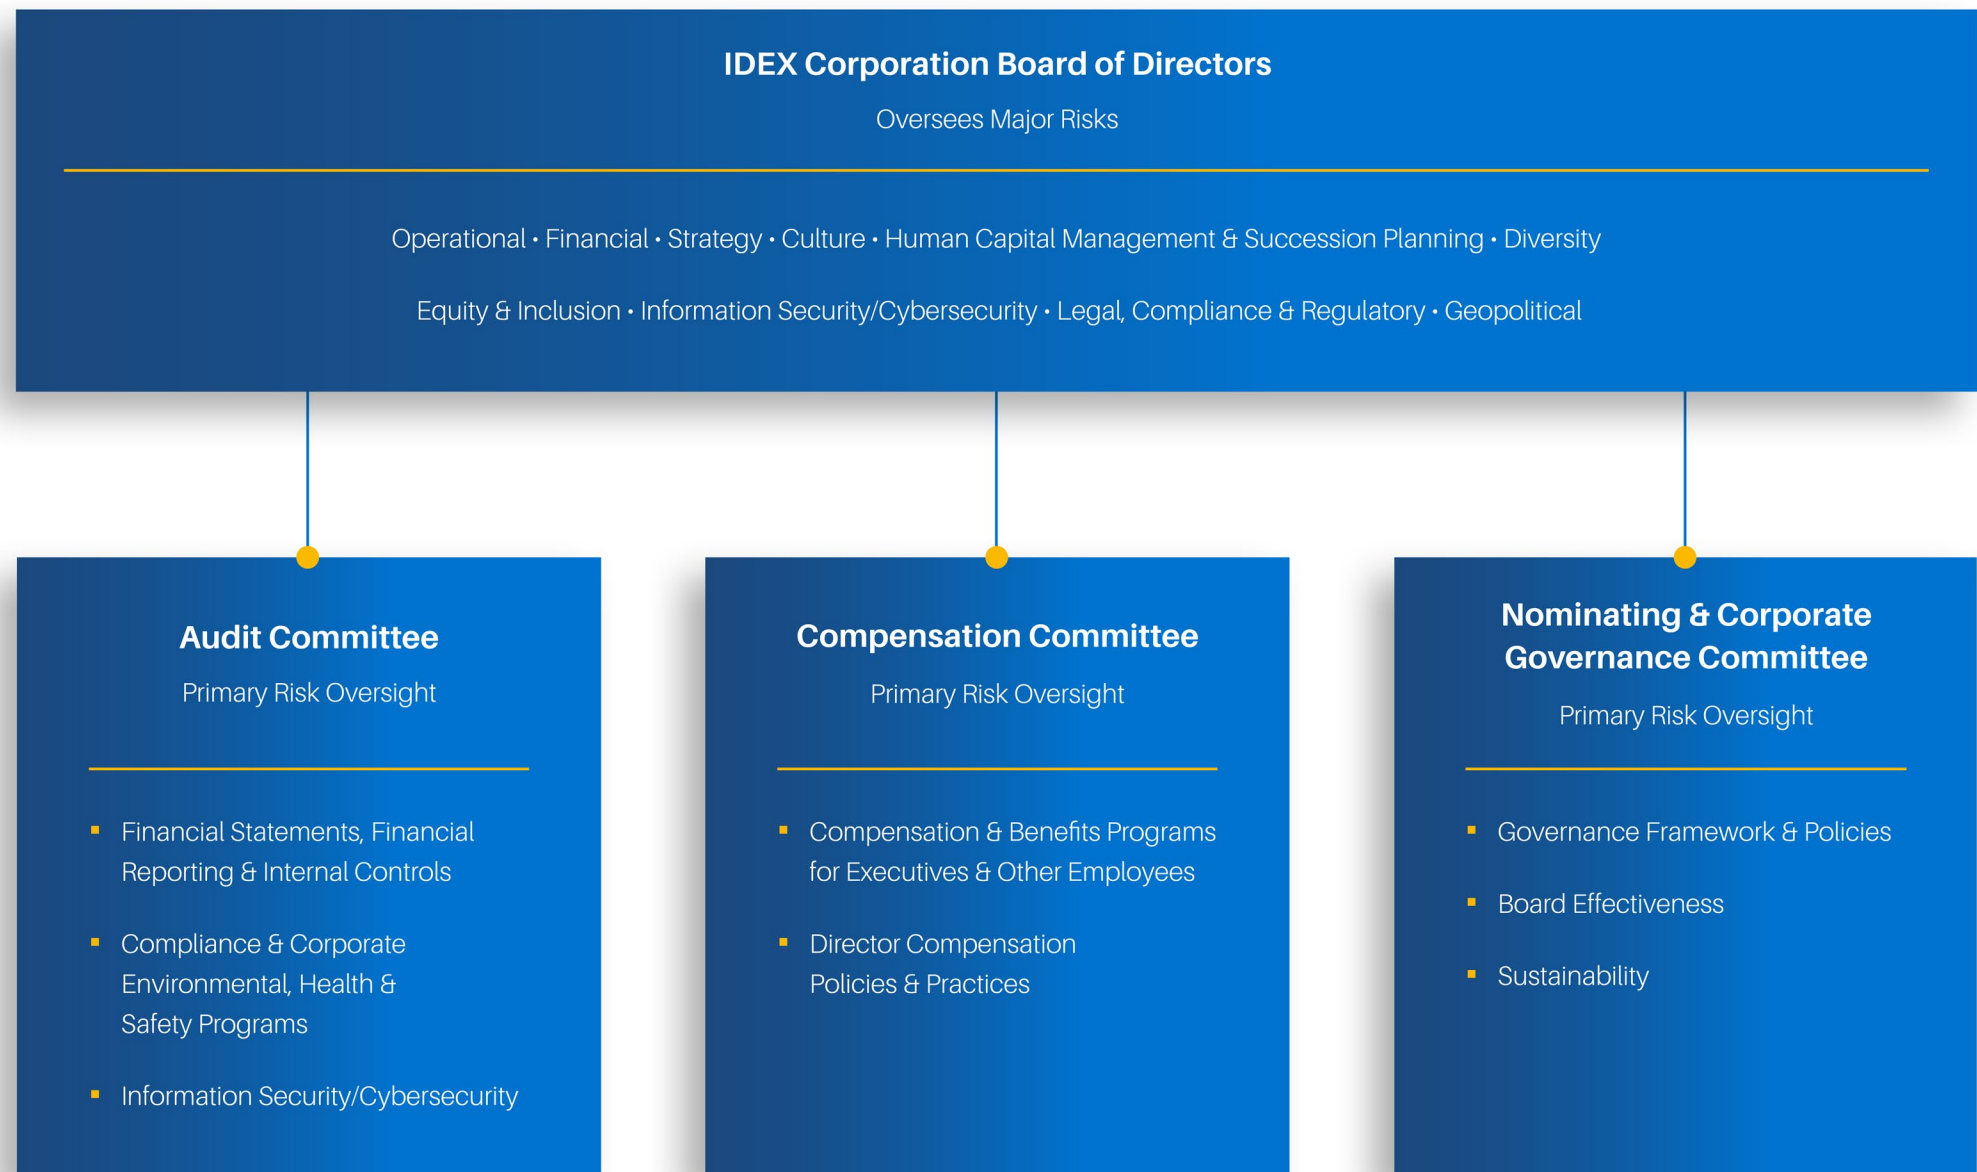 IDEX Corporation Board of Directors
Oversees Major Risks
Operational • Financial • Strategy • Culture • Human Capital Management & Succession Planning • Diversity
Equity & Inclusion • Information Security/Cybersecurity • Legal, Compliance & Regulatory • Geopolitical
Audit Committee
Primary Risk Oversight
▪ Financial Statements, Financial
Reporting & Internal Controls
▪ Compliance & Corporate
Environmental, Health &
Safety Programs
▪ Information Security/Cybersecurity
Compensation Committee
Primary Risk Oversight
▪ Compensation & Benefits Programs
for Executives & Other Employees
▪ Director Compensation
Policies & Practices
Nominating & Corporate
Governance Committee
Primary Risk Oversight
▪ Governance Framework & Policies
▪ Board Effectiveness
▪ Sustainability